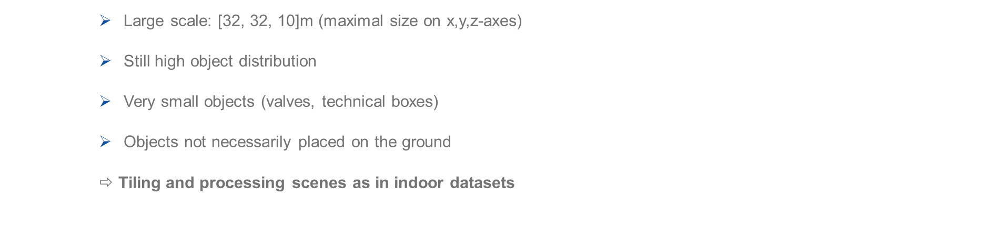 ➢ Large scale: [32, 32, 10]m (maximal size on x,y,z-axes)
➢ Still high object distribution
➢ Very small objects (valves, technical boxes)
➢ Objects not necessarily placed on the ground
⇨ Tiling and processing scenes as in indoor datasets